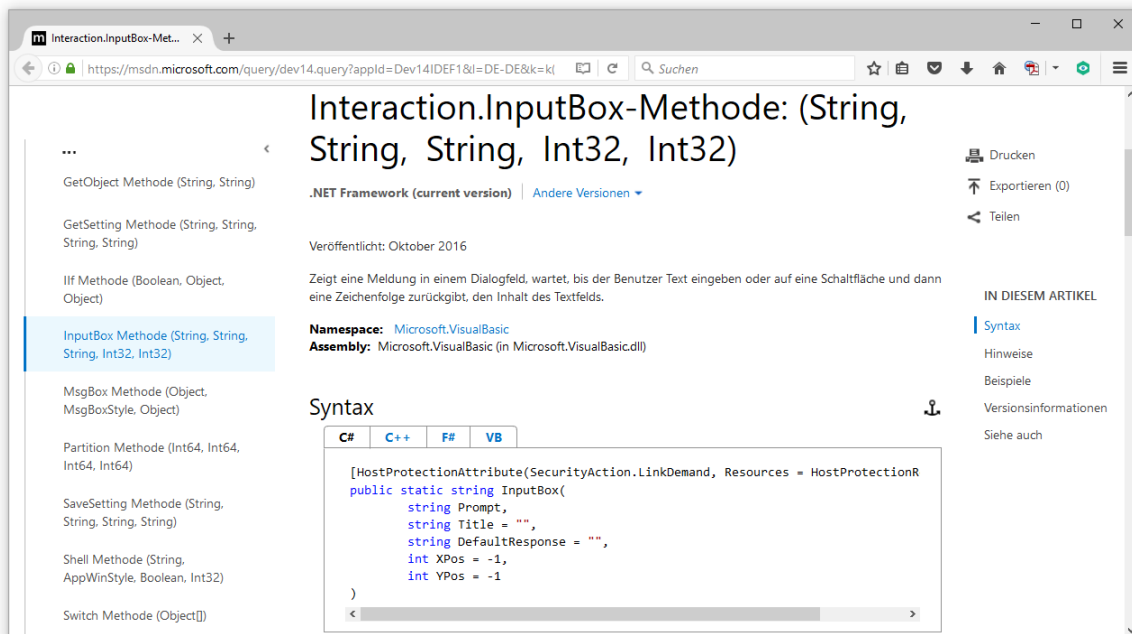 Interaction.InputBox-Met...
https://msdn.microsoft.com/query/dev14.query?appId=Dev14IDEF1&l=DE-DE&k=k(
Suchen
...
GetObject Methode (String, String)
GetSetting Methode (String, String,
String, String)
IIf Methode (Boolean, Object,
Object)
InputBox Methode (String, String,
String, Int32, Int32)
MsgBox Methode (Object,
MsgBoxStyle, Object)
Partition Methode (Int64, Int64,
Int64, Int64)
SaveSetting Methode (String,
String, String, String)
Shell Methode (String,
AppWinStyle, Boolean, Int32)
Switch Methode (Object[])
Interaction.InputBox-Methode: (String,
String, String, Int32, Int32)
.NET Framework (current version)
Andere Versionen
Veröffentlicht: Oktober 2016
Zeigt eine Meldung in einem Dialogfeld, wartet, bis der Benutzer Text eingeben oder auf eine Schaltfläche und dann
eine Zeichenfolge zurückgibt, den Inhalt des Textfelds.
Namespace: Microsoft.VisualBasic
Assembly: Microsoft.VisualBasic (in Microsoft.VisualBasic.dll)
Syntax
C# C++ F# VB
[HostProtectionAttribute(SecurityAction.LinkDemand, Resources = HostProtectionR
public static string InputBox(
string Prompt,
string Title = "",
string DefaultResponse = "",
int XPos = -1,
int YPos = -1
)
Drucken
Exportieren (0)
Teilen
IN DIESEM ARTIKEL
Syntax
Hinweise
Beispiele
Versionsinformationen
Siehe auch